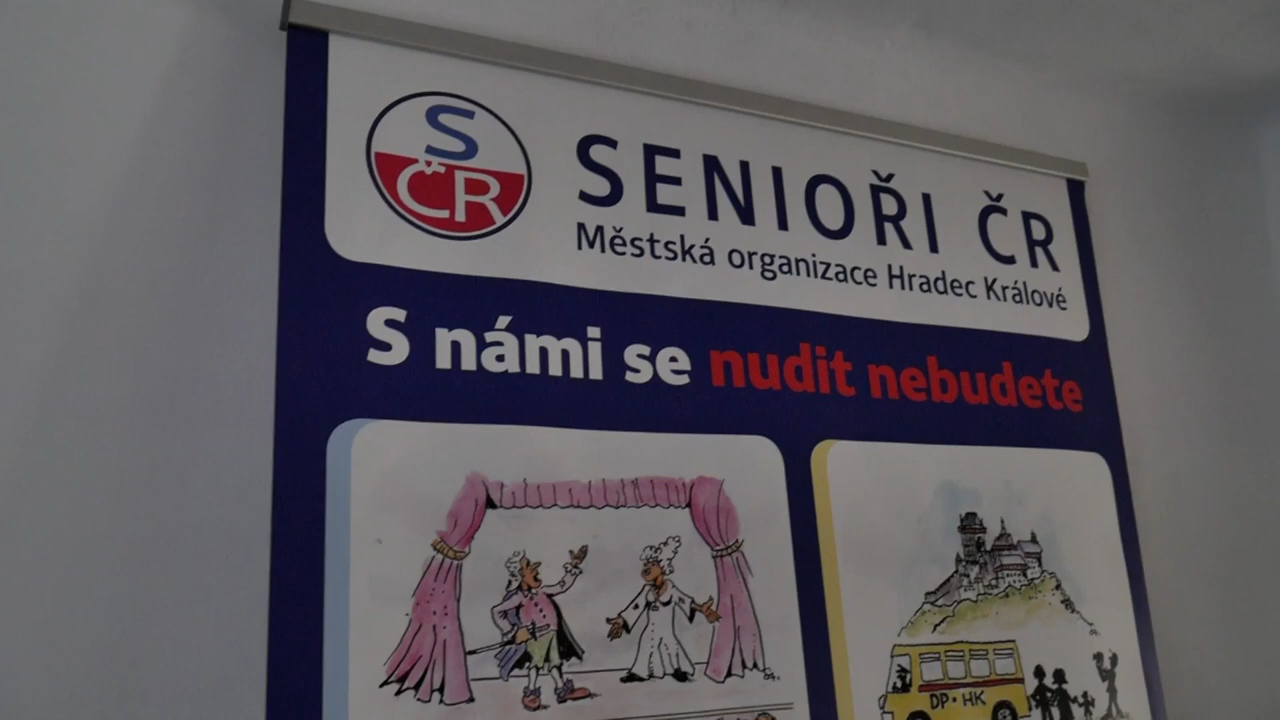 S
ČR
SENIOŘI ČR
Městská organizace Hradec Králové
S námi se nudit nebudete
DP·HK